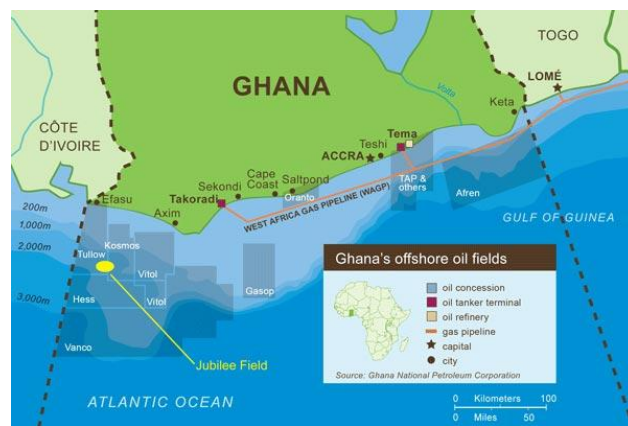 TOGO
GHANA
Volta
LOMÉ
Keta
CÔTE
D'IVOIRE
Tema
Teshi
ACCRA
Cape
Coast
Saltpond
Sekondi
Takoradi
Oranto
TAP &
others
Afren
Efasu
Axim
WEST AFRICA GAS PIPELINE (WAGP)
GULF OF GUINEA
200m
1,000m
2,000m
3,000m
Kosmos
Tullow
Vitol
Hess
Vitol
Gasop
Vanco
Jubilee Field
ATLANTIC OCEAN
Ghana's offshore oil fields
oil concession
oil tanker terminal
oil refinery
gas pipeline
capital
city
Source: Ghana National Petroleum Corporation
0 Kilometers 100
0 Miles 50